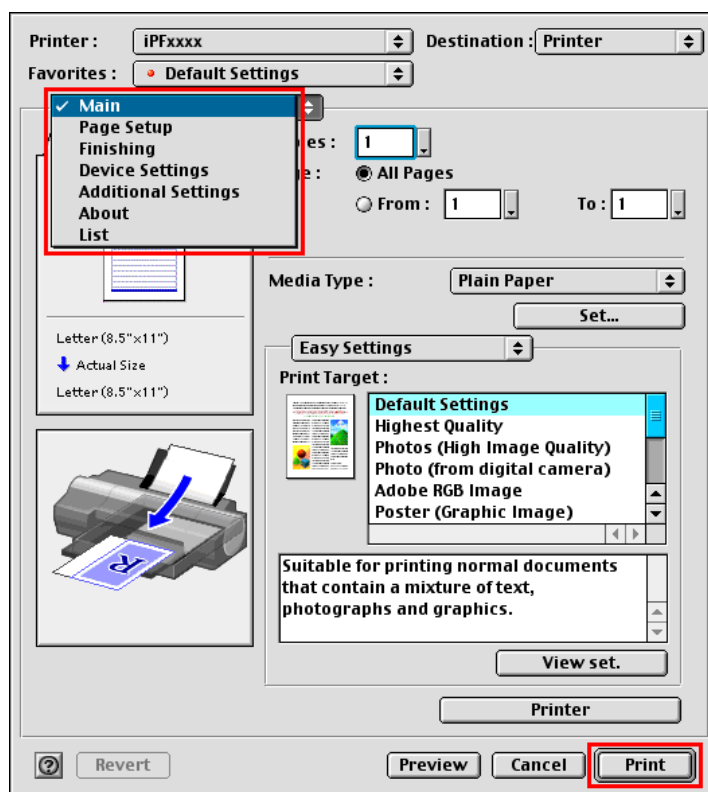 Printer : iPFxxxx Destination : Printer
Favorites : Default Settings
✓ Main
Page Setup
Finishing
Device Settings
Additional Settings
About
List
es : 1
e : All Pages
From : 1 To : 1
Media Type : Plain Paper
Set...
Letter (8.5"x11")
Actual Size
Letter (8.5"x11")
Easy Settings
Print Target :
Default Settings
Highest Quality
Photos (High Image Quality)
Photo (from digital camera)
Adobe RGB Image
Poster (Graphic Image)
R
Suitable for printing normal documents
that contain a mixture of text,
photographs and graphics.
View set.
Printer
? Revert Preview Cancel Print